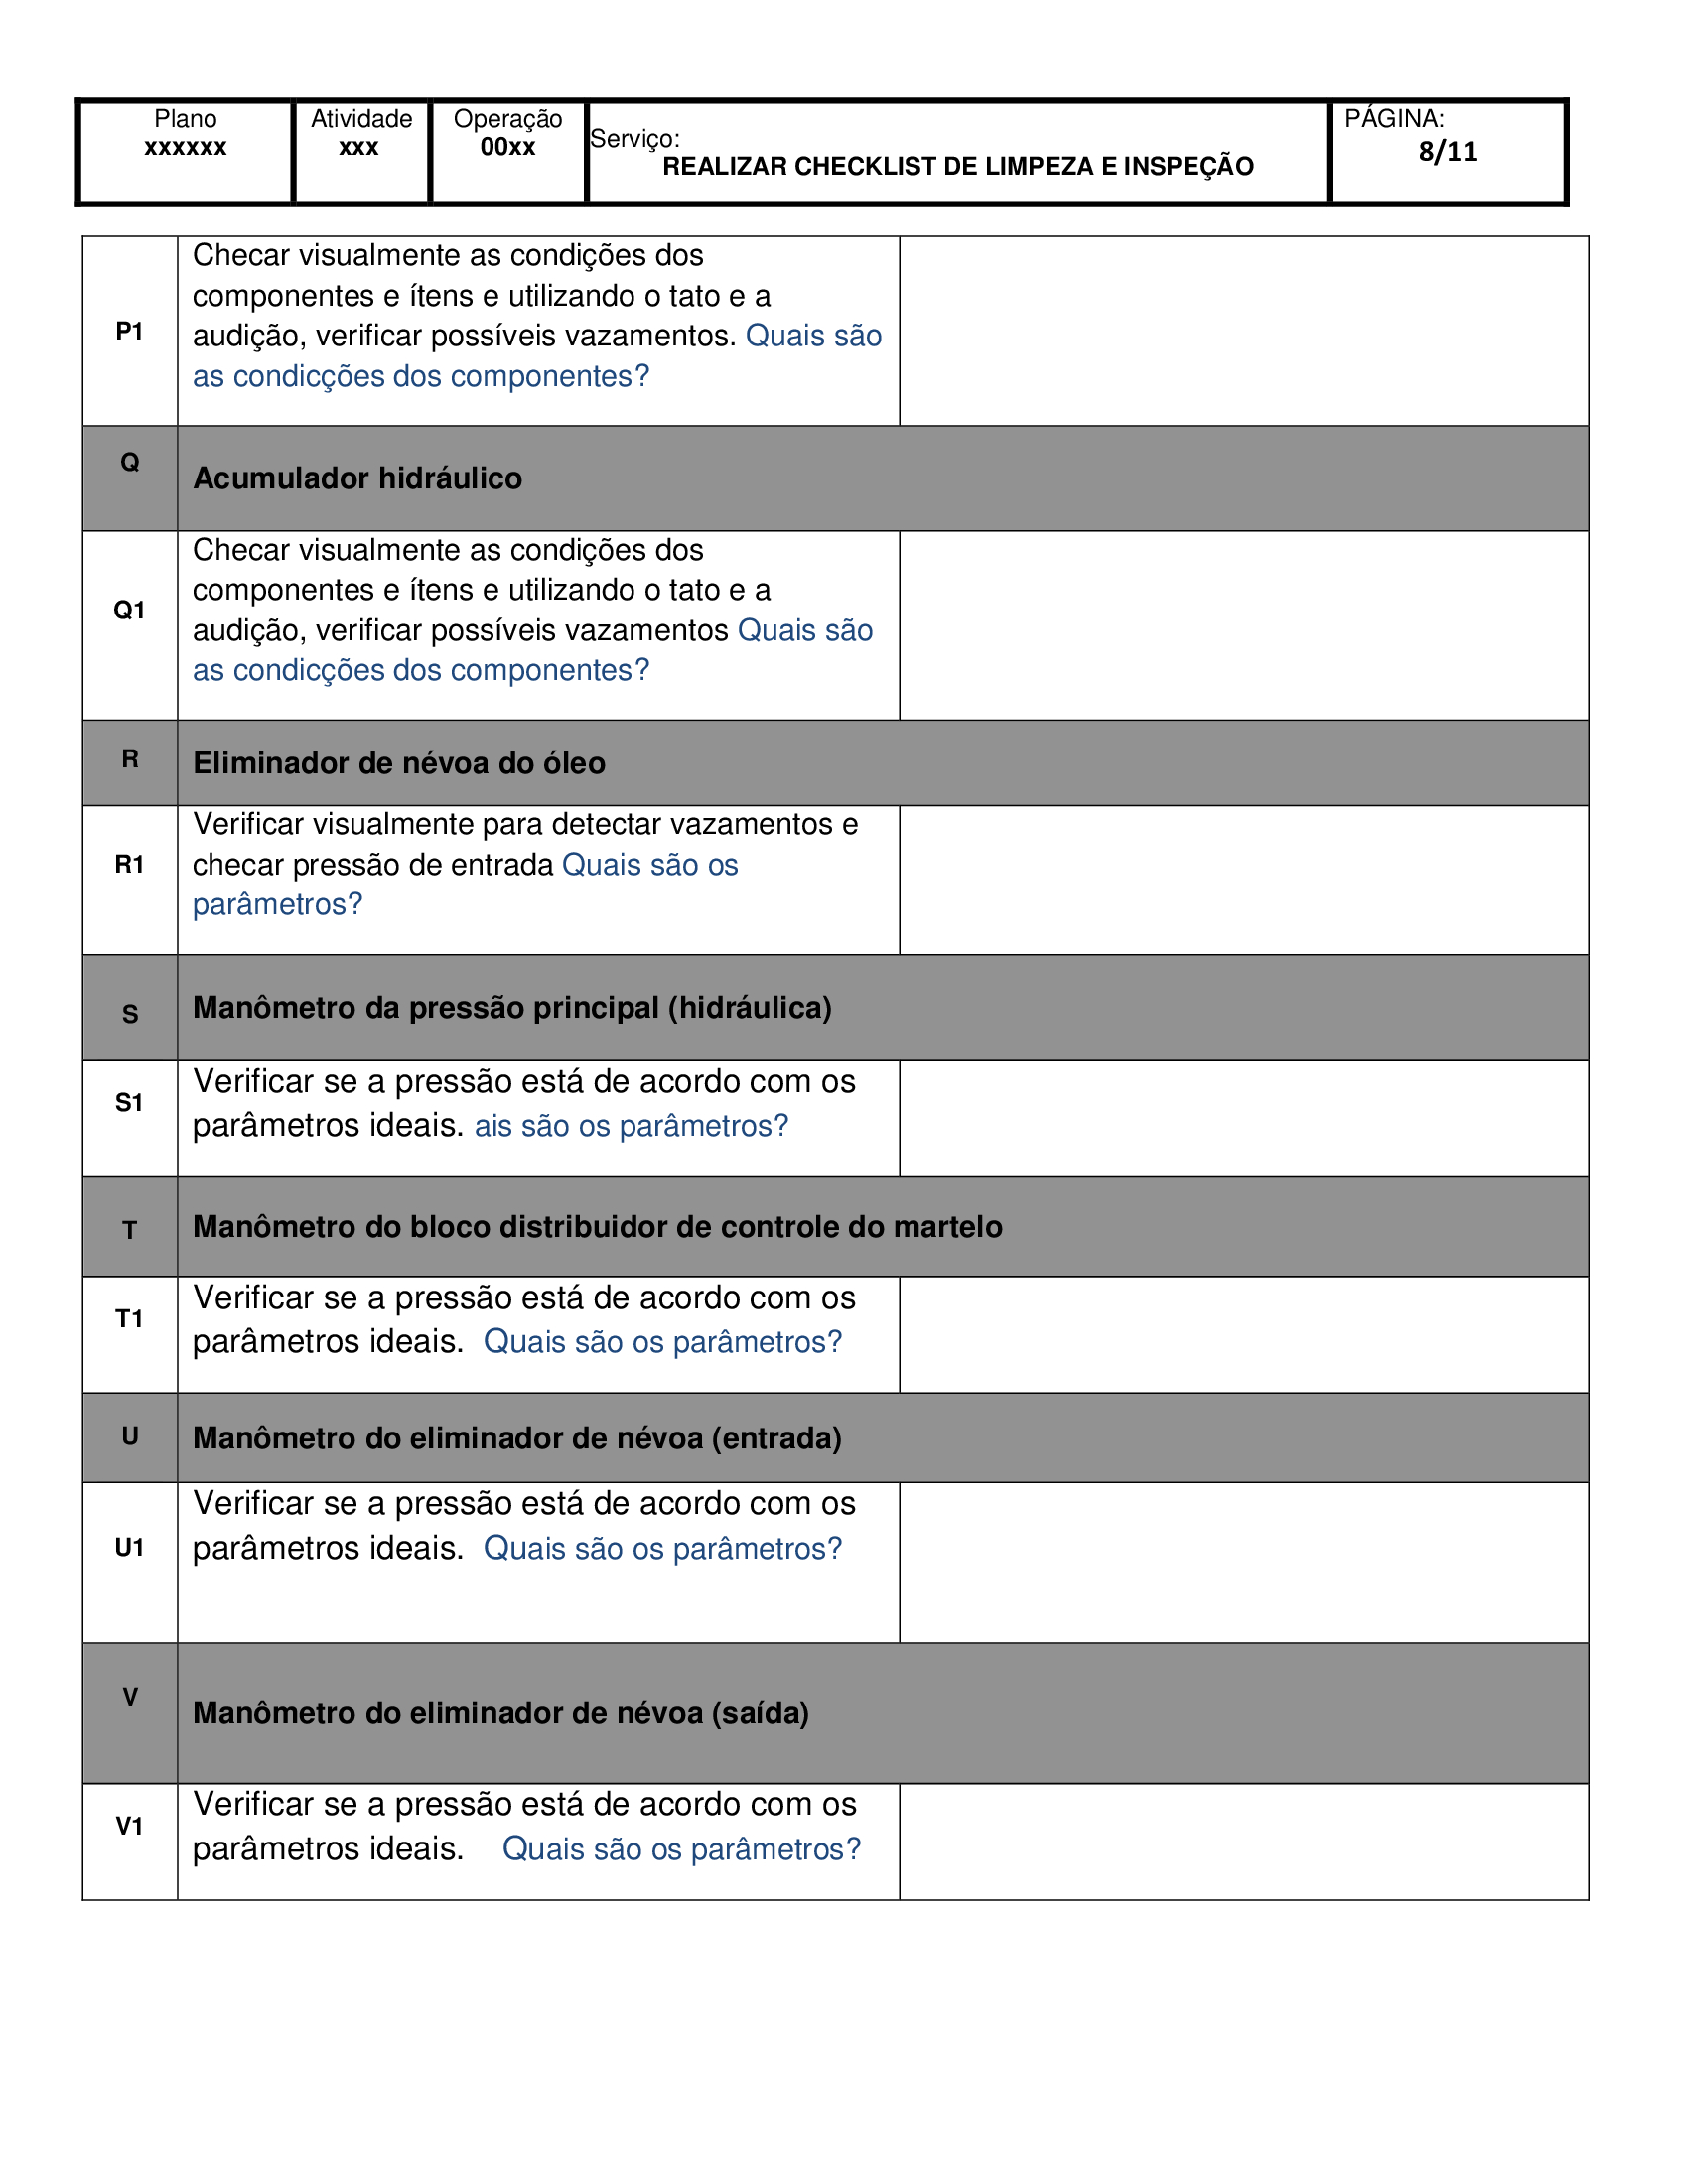 Plano
xxxxxx
Atividade
xxx
Operação
00xx
Serviço:
REALIZAR CHECKLIST DE LIMPEZA E INSPEÇÃO
PÁGINA:
8/11
P1
Checar visualmente as condições dos
componentes e ítens e utilizando o tato e a
audição, verificar possíveis vazamentos. Quais são
as condicções dos componentes?
Q
Acumulador hidráulico
Q1
Checar visualmente as condições dos
componentes e ítens e utilizando o tato e a
audição, verificar possíveis vazamentos Quais são
as condicções dos componentes?
R
Eliminador de névoa do óleo
R1
Verificar visualmente para detectar vazamentos e
checar pressão de entrada Quais são os
parâmetros?
S
Manômetro da pressão principal (hidráulica)
S1
Verificar se a pressão está de acordo com os
parâmetros ideais. ais são os parâmetros?
T
Manômetro do bloco distribuidor de controle do martelo
T1
Verificar se a pressão está de acordo com os
parâmetros ideais. Quais são os parâmetros?
U
Manômetro do eliminador de névoa (entrada)
U1
Verificar se a pressão está de acordo com os
parâmetros ideais. Quais são os parâmetros?
V
Manômetro do eliminador de névoa (saída)
V1
Verificar se a pressão está de acordo com os
parâmetros ideais. Quais são os parâmetros?